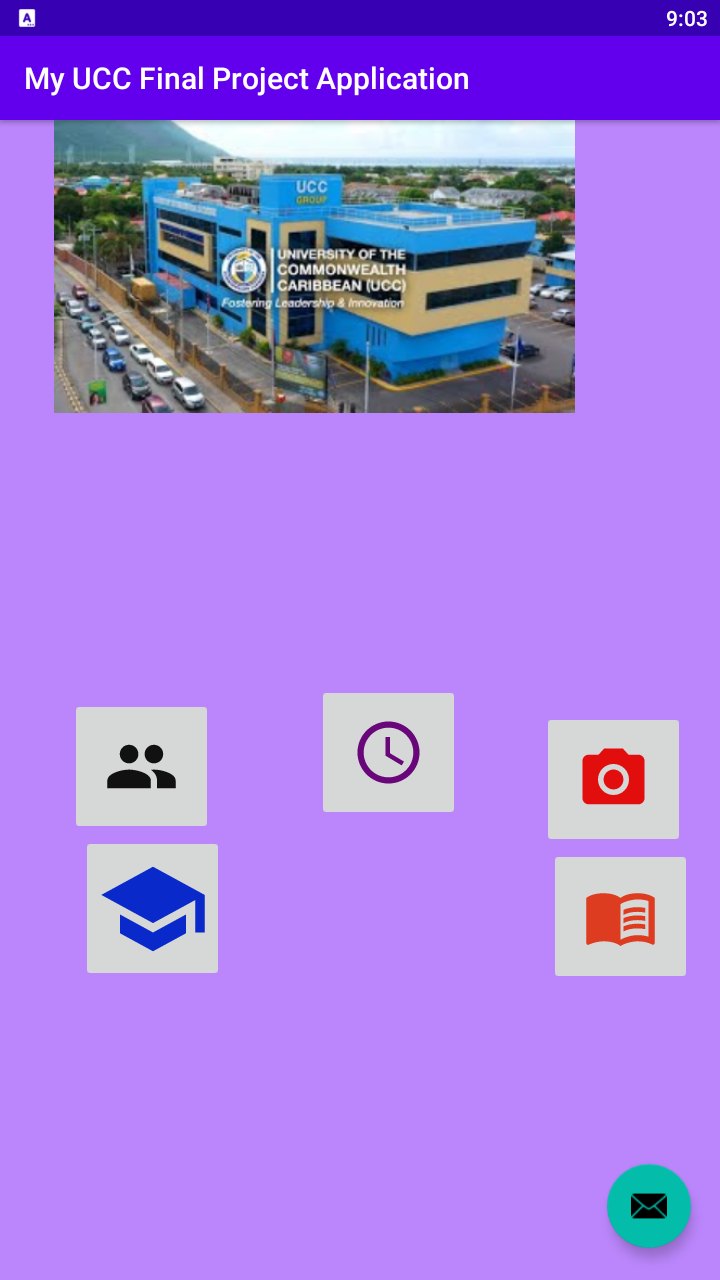 9:03
My UCC Final Project Application
UCC
GROUP
UNIVERSITY OF THE
COMMONWEALTH
CARIBBEAN (UCC)
Fostering Leadership & Innovation